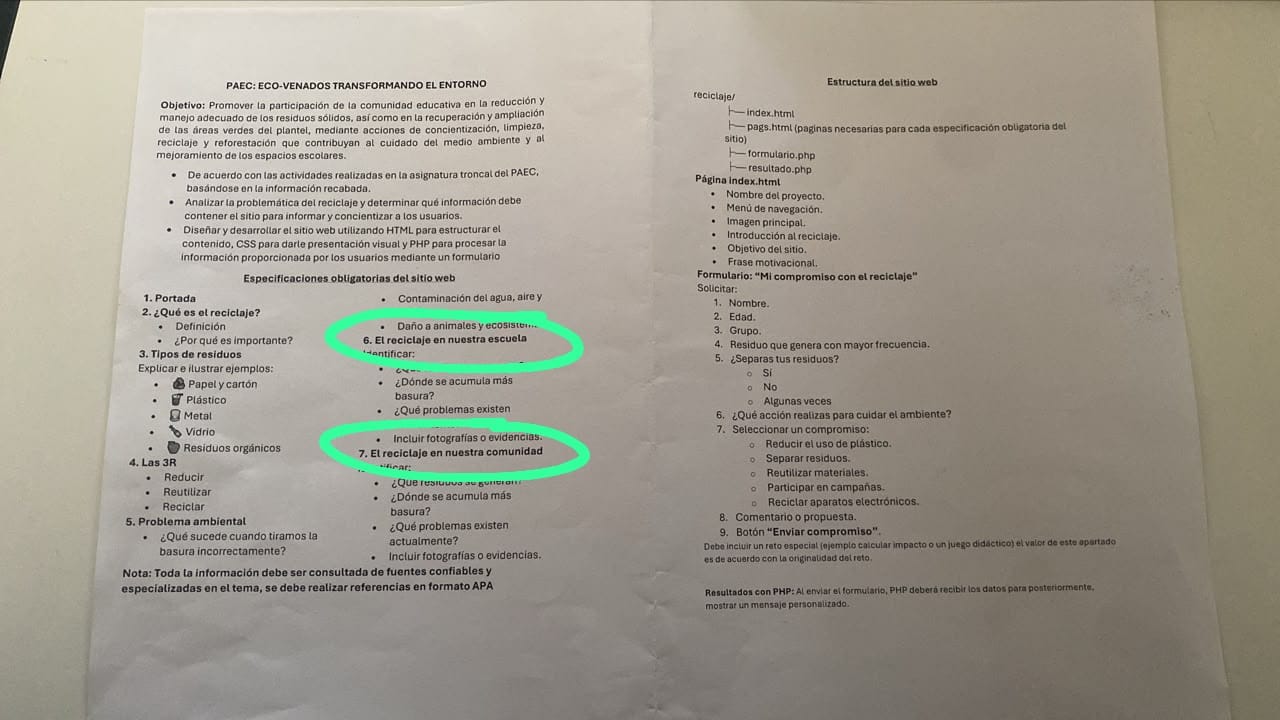 PAEC: ECO-VENADOS TRANSFORMANDO EL ENTORNO
Objetivo: Promover la participación de la comunidad educativa en la reducción y
manejo adecuado de los residuos sólidos, así como en la recuperación y ampliación
de las áreas verdes del plantel, mediante acciones de concientización, limpieza,
reciclaje y reforestación que contribuyan al cuidado del medio ambiente y al
mejoramiento de los espacios escolares.
• De acuerdo con las actividades realizadas en la asignatura troncal del PAEC,
basándose en la información recabada.
• Analizar la problemática del reciclaje y determinar qué información debe
contener el sitio para informar y concientizar a los usuarios.
• Diseñar y desarrollar el sitio web utilizando HTML para estructurar el
contenido, CSS para darle presentación visual y PHP para procesar la
información proporcionada por los usuarios mediante un formulario
Especificaciones obligatorias del sitio web
1. Portada
2. ¿Qué es el reciclaje?
• Definición
• ¿Por qué es importante?
3. Tipos de residuos
Explicar e ilustrar ejemplos:
• Papel y cartón
• Plástico
• Metal
• Vidrio
• Residuos orgánicos
4. Las 3R
• Reducir
• Reutilizar
• Reciclar
5. Problema ambiental
• ¿Qué sucede cuando tiramos la
basura incorrectamente?
• Contaminación del agua, aire y
• Daño a animales y
6. El reciclaje en nuestra escuela
• ¿Dónde se acumula más
basura?
• ¿Qué problemas existen
• Incluir fotografías o evidencias.
7. El reciclaje en nuestra comunidad
• ¿Qué residuos se generan?
• ¿Dónde se acumula más
basura?
• ¿Qué problemas existen
actualmente?
• Incluir fotografías o evidencias.
Nota: Toda la información debe ser consultada de fuentes confiables y
especializadas en el tema, se debe realizar referencias en formato APA
Estructura del sitio web
reciclaje/
├── index.html
├── pags.html (paginas necesarias para cada especificación obligatoria del
sitio)
├── formulario.php
├── resultado.php
Página index.html
• Nombre del proyecto.
• Menú de navegación.
• Imagen principal.
• Introducción al reciclaje.
• Objetivo del sitio.
• Frase motivacional.
Formulario: “Mi compromiso con el reciclaje”
Solicitar:
1. Nombre.
2. Edad.
3. Grupo.
4. Residuo que genera con mayor frecuencia.
5. ¿Separas tus residuos?
o Sí
o No
o Algunas veces
6. ¿Qué acción realizas para cuidar el ambiente?
7. Seleccionar un compromiso:
o Reducir el uso de plástico.
o Separar residuos.
o Reutilizar materiales.
o Participar en campañas.
o Reciclar aparatos electrónicos.
8. Comentario o propuesta.
9. Botón “Enviar compromiso”.
Debe incluir un reto especial (ejemplo calcular impacto o un juego didáctico) el valor de este apartado
es de acuerdo con la originalidad del reto.
Resultados con PHP: Al enviar el formulario, PHP deberá recibir los datos para posteriormente,
mostrar un mensaje personalizado.